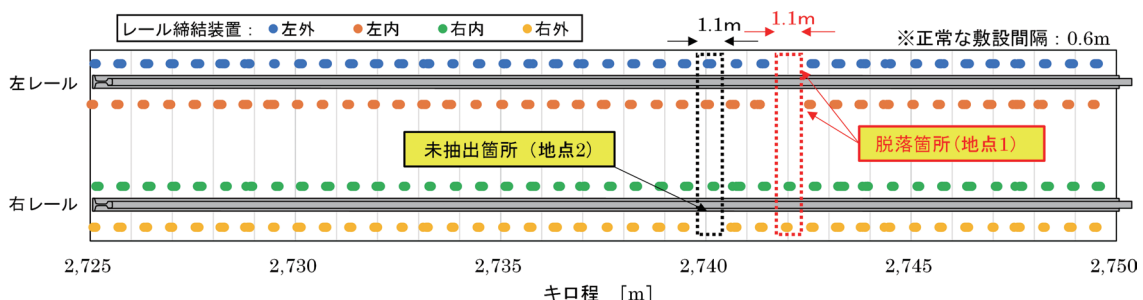 1.1m
1.1m
レール締結装置： 左外 左内 右内 右外
※正常な敷設間隔：0.6m
左レール
未抽出箇所（地点2）
脱落箇所(地点1)
右レール
2,725 2,730 2,735 2,740 2,745 2,750
キロ程 [m]